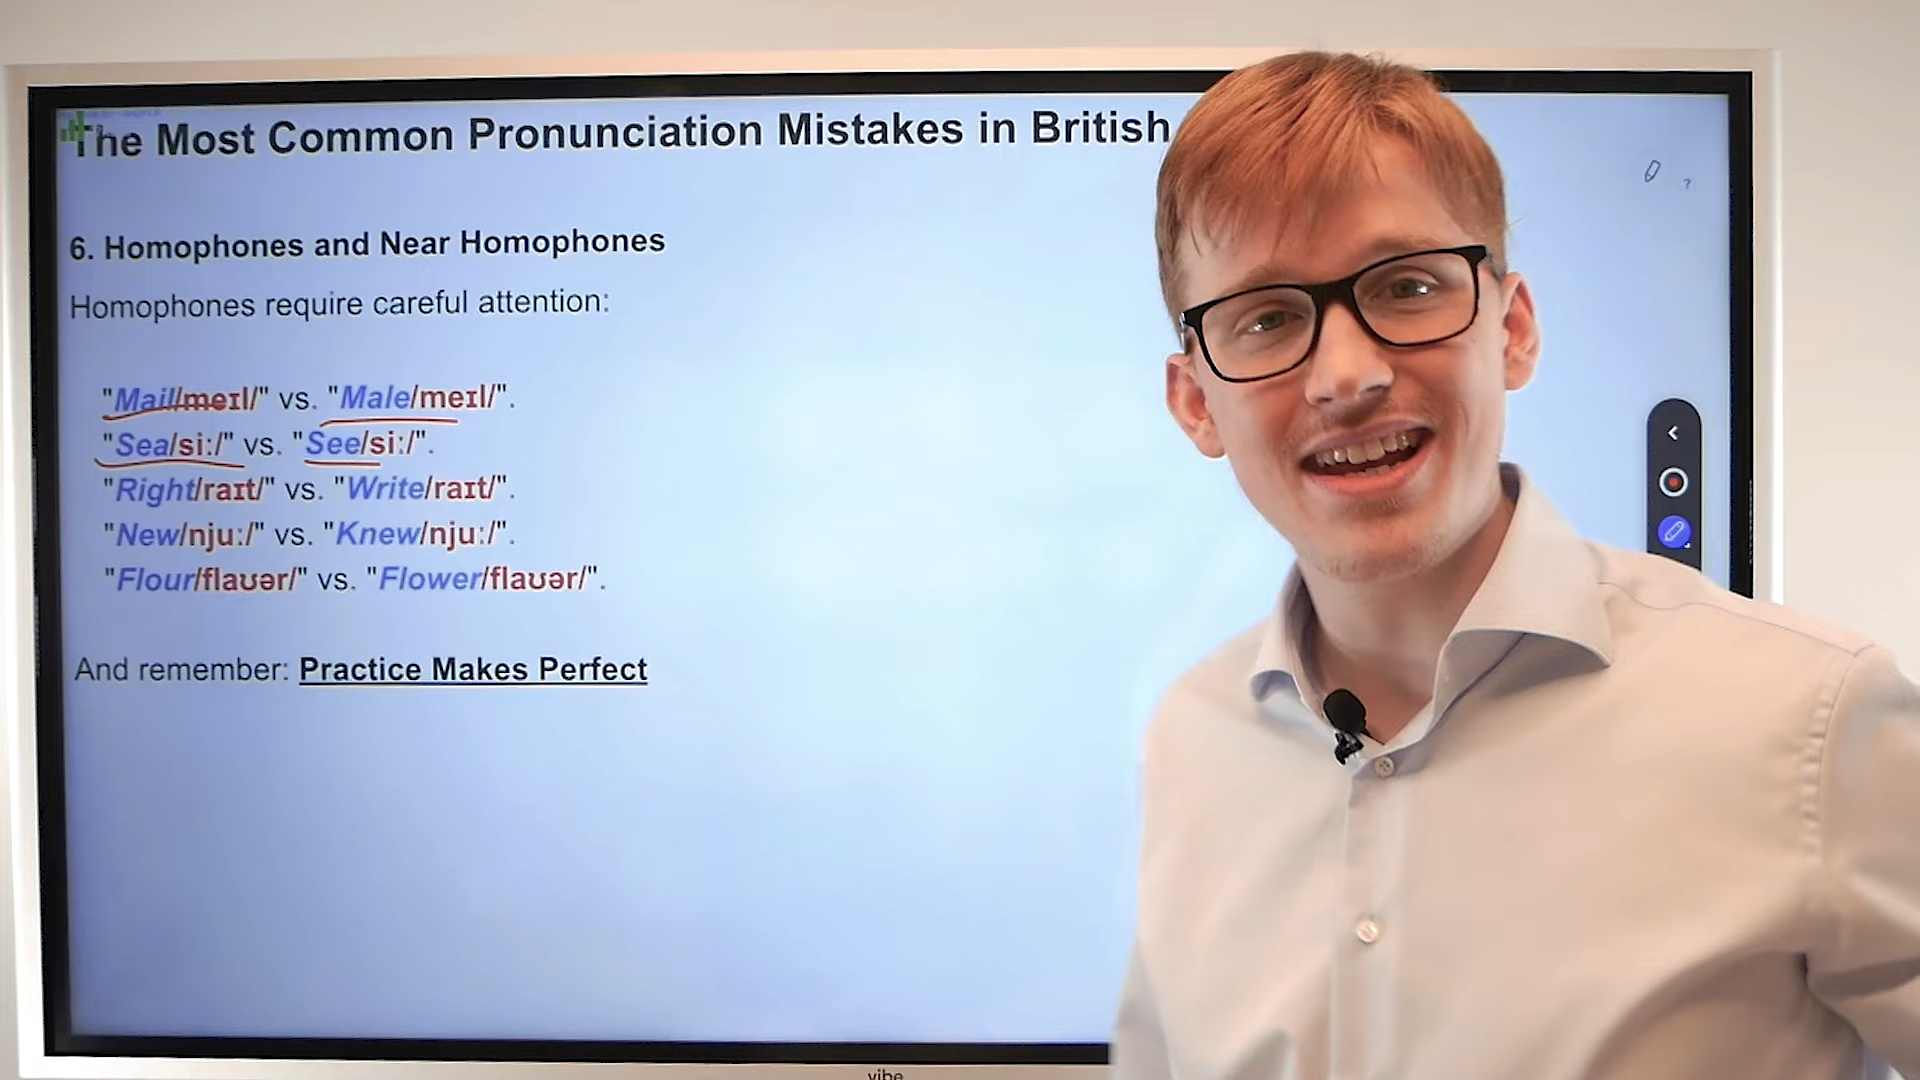 The Most Common Pronunciation Mistakes in British
6. Homophones and Near Homophones
Homophones require careful attention:
"Mail/meɪl/" vs. "Male/meɪl/".
"Sea/siː/" vs. "See/siː/".
"Right/raɪt/" vs. "Write/raɪt/".
"New/njuː/" vs. "Knew/njuː/".
"Flour/flaʊər/" vs. "Flower/flaʊər/".
And remember: Practice Makes Perfect
?
vibe